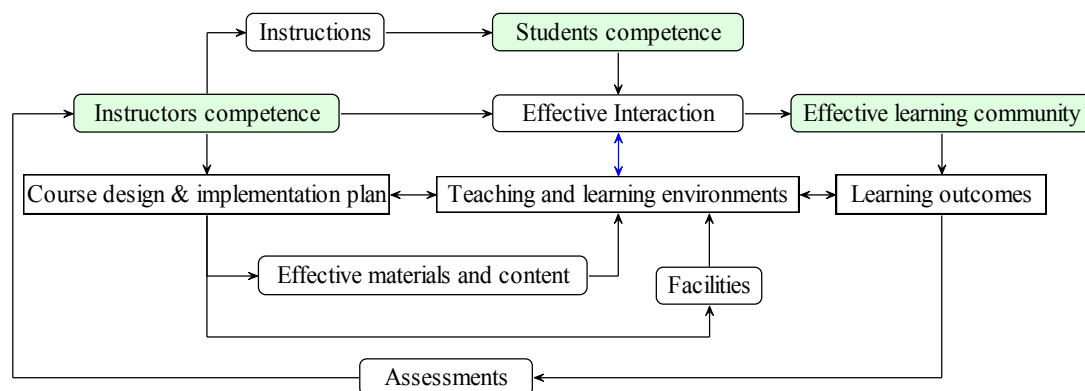 Instructions
Students competence
Instructors competence
Effective Interaction
Effective learning community
Course design & implementation plan
Teaching and learning environments
Learning outcomes
Effective materials and content
Facilities
Assessments